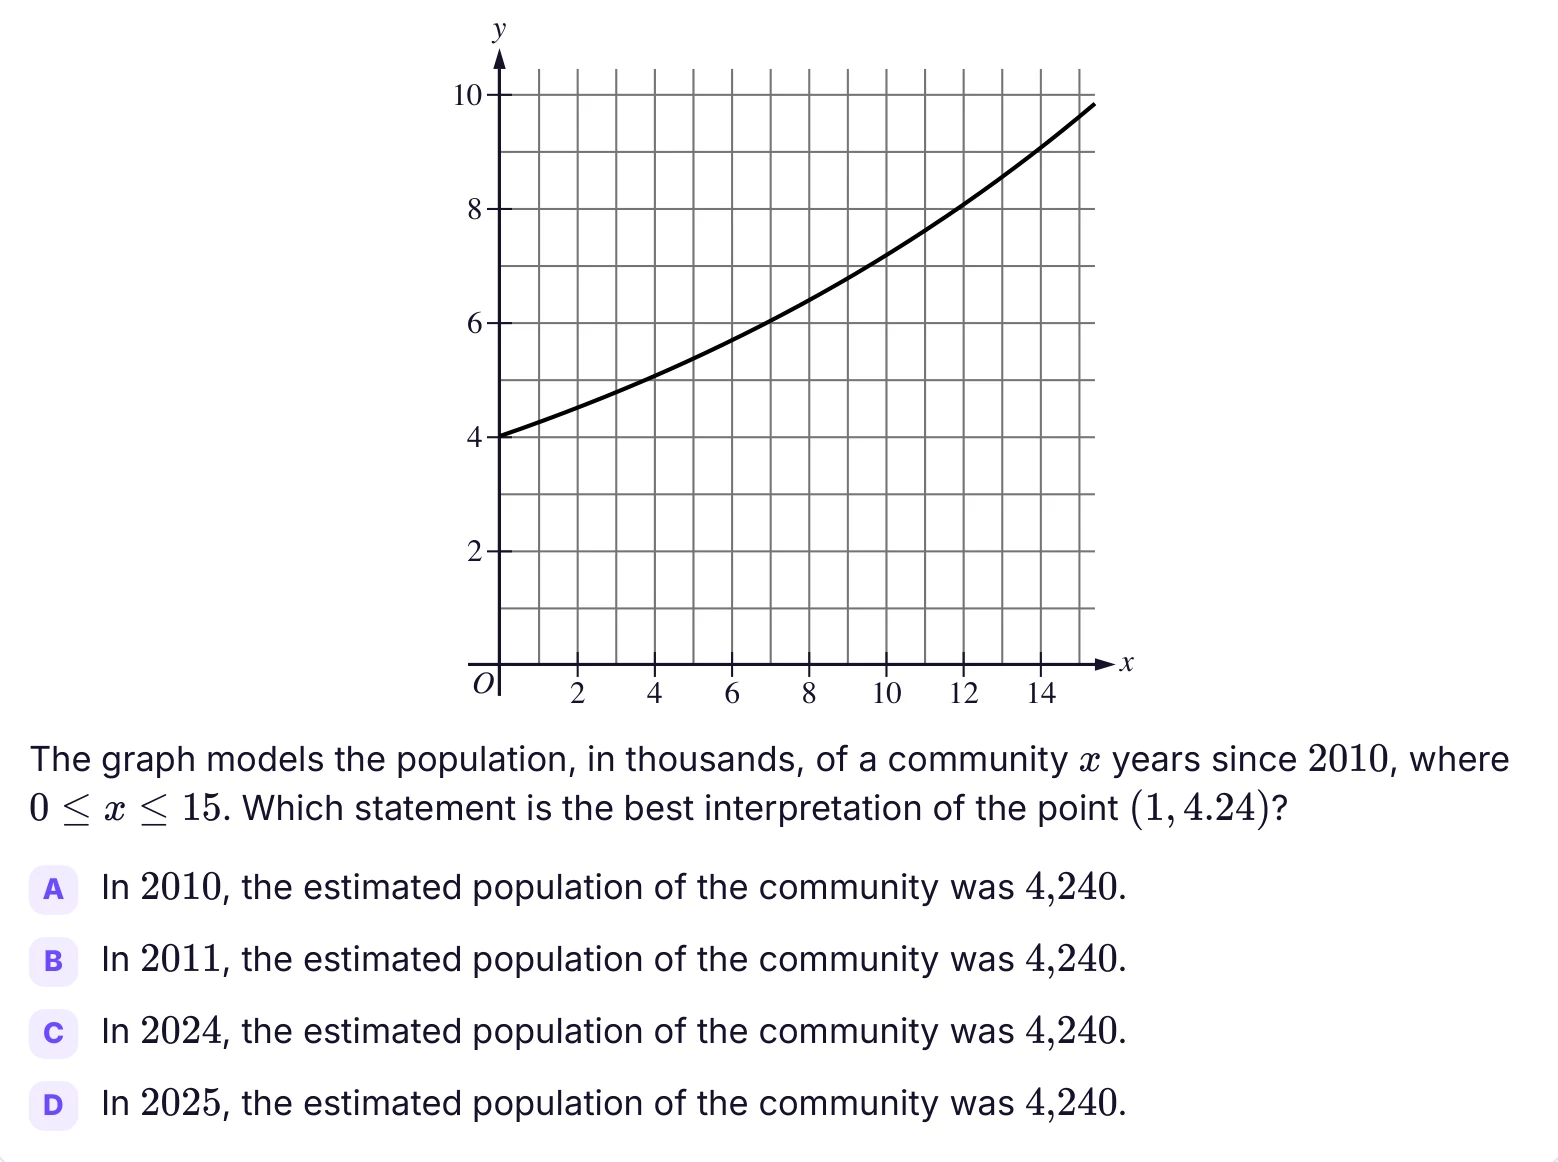 y
10
8
6
4
2
O
2 4 6 8 10 12 14
x
The graph models the population, in thousands, of a community x years since 2010, where
0 ≤ x ≤ 15. Which statement is the best interpretation of the point (1, 4.24)?
A In 2010, the estimated population of the community was 4,240.
B In 2011, the estimated population of the community was 4,240.
C In 2024, the estimated population of the community was 4,240.
D In 2025, the estimated population of the community was 4,240.